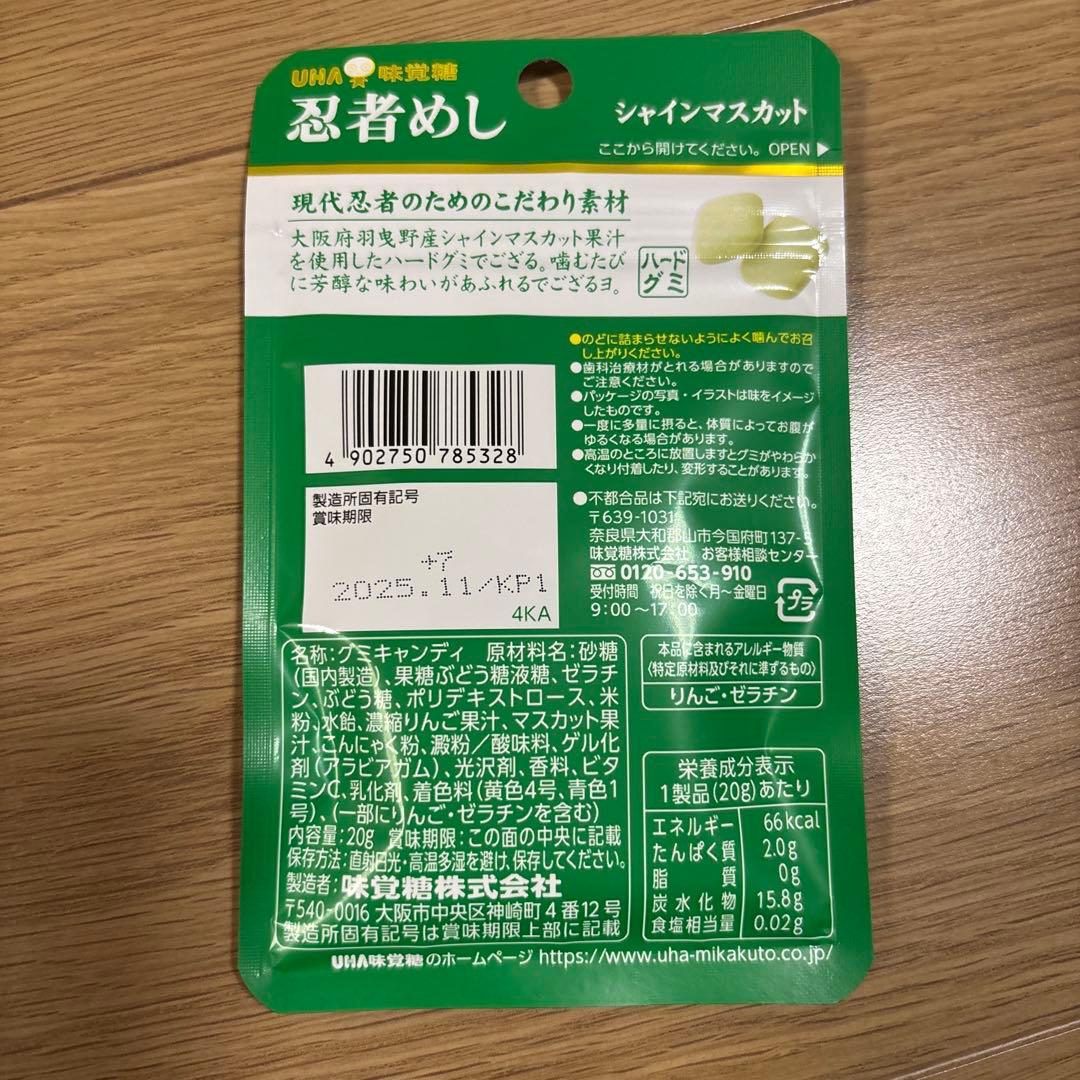 UHA味覚糖
忍者めし
シャインマスカット
ここから開けてください。OPEN▶
現代忍者のためのこだわり素材
大阪府羽曳野産シャインマスカット果汁
を使用したハードグミでござる。噛むたび
に芳醇な味わいがあふれるでござるヨ。
ハード
グミ
●のどに詰まらせないようによく噛んでお召
し上がりください。
●歯科治療材がとれる場合がありますので
ご注意ください。
●パッケージの写真・イラストは味をイメージ
したものです。
●一度に多量に摂ると、体質によってお腹が
ゆるくなる場合があります。
●高温のところに放置しますとグミがやわらか
くなり付着したり、変形することがあります。
4 902750 785328
製造所固有記号
賞味期限
+7
2025.11/KP1
4KA
●不都合品は下記宛にお送りください。
〒639-1031
奈良県大和郡山市今国府町137-5
味覚糖株式会社 お客様相談センター
0120-653-910
受付時間 祝日を除く月～金曜日
9:00～17:00
プラ
名称:グミキャンディ 原材料名:砂糖
(国内製造)、果糖ぶどう糖液糖、ゼラチ
ン、ぶどう糖、ポリデキストロース、米
粉、水飴、濃縮りんご果汁、マスカット果
汁、こんにゃく粉、澱粉／酸味料、ゲル化
剤(アラビアガム)、光沢剤、香料、ビタ
ミンC、乳化剤、着色料(黄色4号、青色1
号)、(一部にりんご・ゼラチンを含む)
内容量:20g 賞味期限:この面の中央に記載
保存方法:直射日光・高温多湿を避け、保存してください。
製造者:味覚糖株式会社
〒540-0016 大阪市中央区神崎町4番12号
製造所固有記号は賞味期限上部に記載
本品に含まれるアレルギー物質
〈特定原材料及びそれに準ずるもの〉
りんご・ゼラチン
栄養成分表示
1製品(20g)あたり
エネルギー 66kcal
たんぱく質 2.0g
脂質 0g
炭水化物 15.8g
食塩相当量 0.02g
UHA味覚糖のホームページ https://www.uha-mikakuto.co.jp/